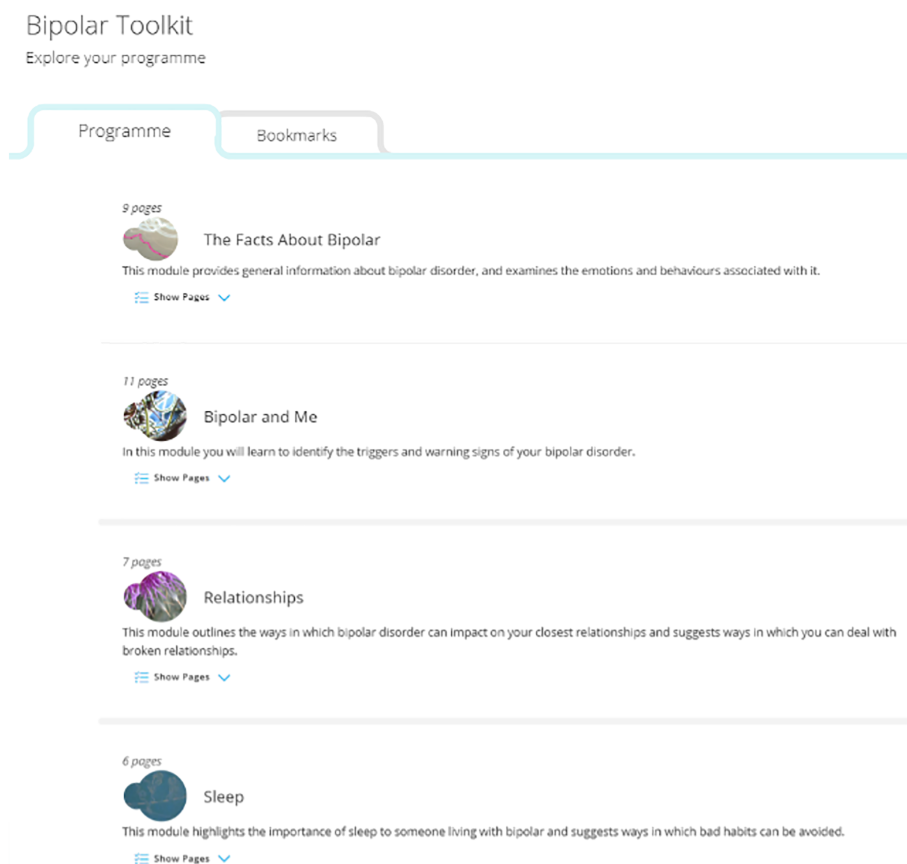 Bipolar Toolkit
Explore your programme
Programme
Bookmarks
9 pages
The Facts About Bipolar
This module provides general information about bipolar disorder, and examines the emotions and behaviours associated with it.
Show Pages
11 pages
Bipolar and Me
In this module you will learn to identify the triggers and warning signs of your bipolar disorder.
Show Pages
7 pages
Relationships
This module outlines the ways in which bipolar disorder can impact on your closest relationships and suggests ways in which you can deal with
broken relationships.
Show Pages
6 pages
Sleep
This module highlights the importance of sleep to someone living with bipolar and suggests ways in which bad habits can be avoided.
Show Pages